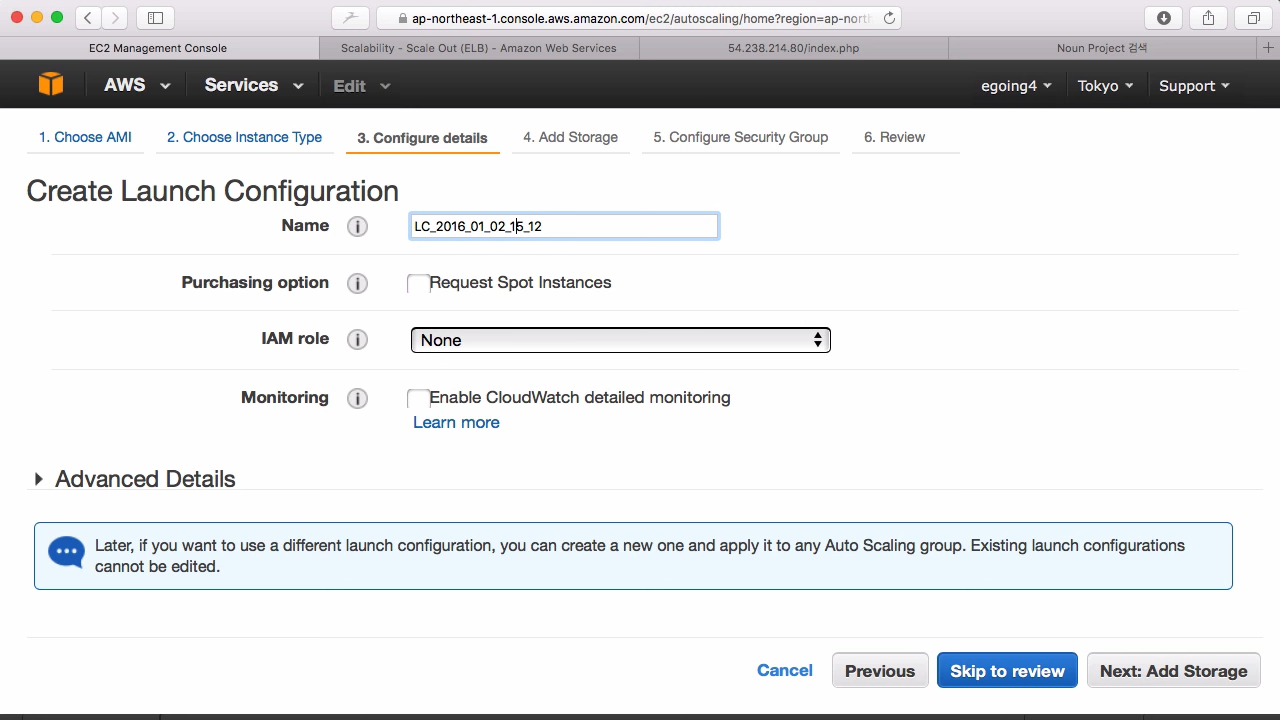 ap-northeast-1.console.aws.amazon.com/ec2/autoscaling/home?region=ap-nort
EC2 Management Console
Scalability - Scale Out (ELB) - Amazon Web Services
54.238.214.80/index.php
Noun Project 검색
AWS
Services
Edit
egoing4
Tokyo
Support
1. Choose AMI
2. Choose Instance Type
3. Configure details
4. Add Storage
5. Configure Security Group
6. Review
Create Launch Configuration
Name
LC_2016_01_02_15_12
Purchasing option
Request Spot Instances
IAM role
None
Monitoring
Enable CloudWatch detailed monitoring
Learn more
Advanced Details
Later, if you want to use a different launch configuration, you can create a new one and apply it to any Auto Scaling group. Existing launch configurations
cannot be edited.
Cancel
Previous
Skip to review
Next: Add Storage